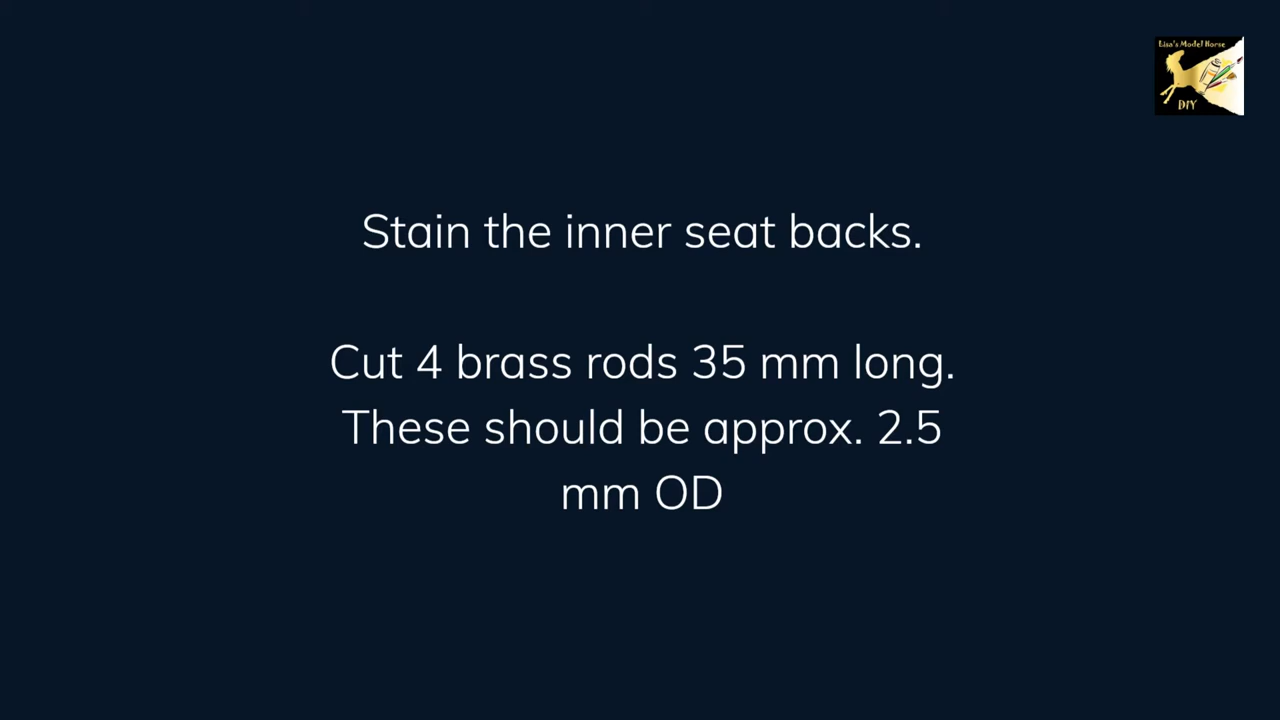 Lisa's Model Horse
DIY
Stain the inner seat backs.
Cut 4 brass rods 35 mm long.
These should be approx. 2.5
mm OD